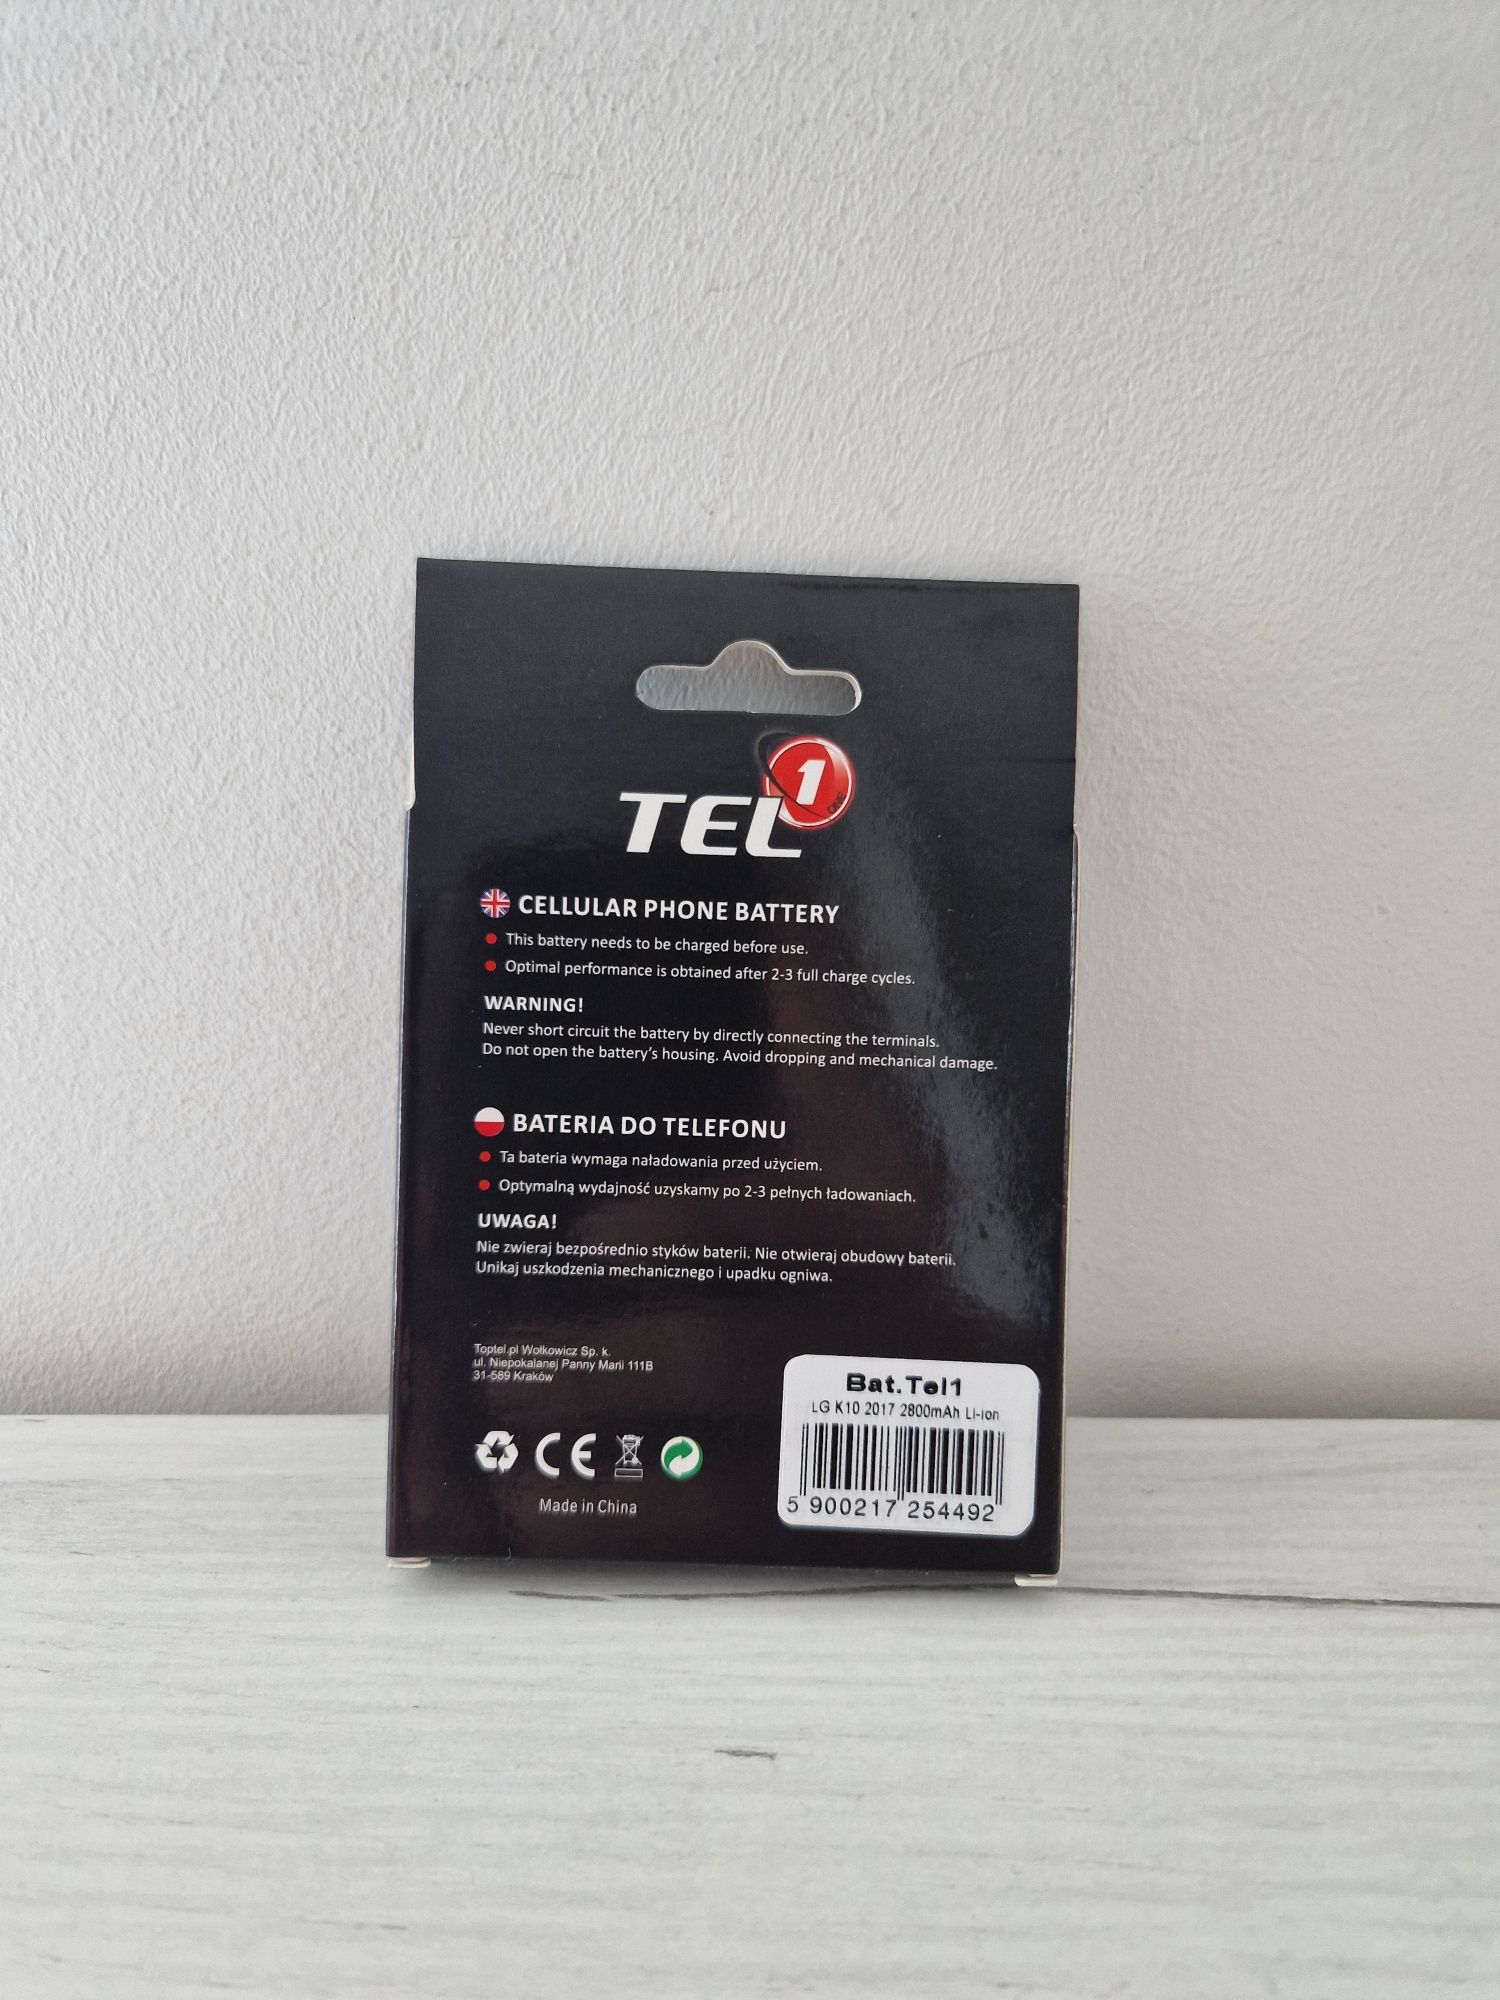 TEL 1
ONE
CELLULAR PHONE BATTERY
This battery needs to be charged before use.
Optimal performance is obtained after 2-3 full charge cycles.
WARNING!
Never short circuit the battery by directly connecting the terminals.
Do not open the battery's housing. Avoid dropping and mechanical damage.
BATERIA DO TELEFONU
Ta bateria wymaga naładowania przed użyciem.
Optymalną wydajność uzyskamy po 2-3 pełnych ładowaniach.
UWAGA!
Nie zwieraj bezpośrednio styków baterii. Nie otwieraj obudowy baterii.
Unikaj uszkodzenia mechanicznego i upadku ogniwa.
Toptel.pl Wołkowicz Sp. k.
ul. Niepokalanej Panny Marii 111B
31-589 Kraków
CE
Made in China
Bat.Tel1
LG K10 2017 2800mAh Li-Ion
5 900217 254492